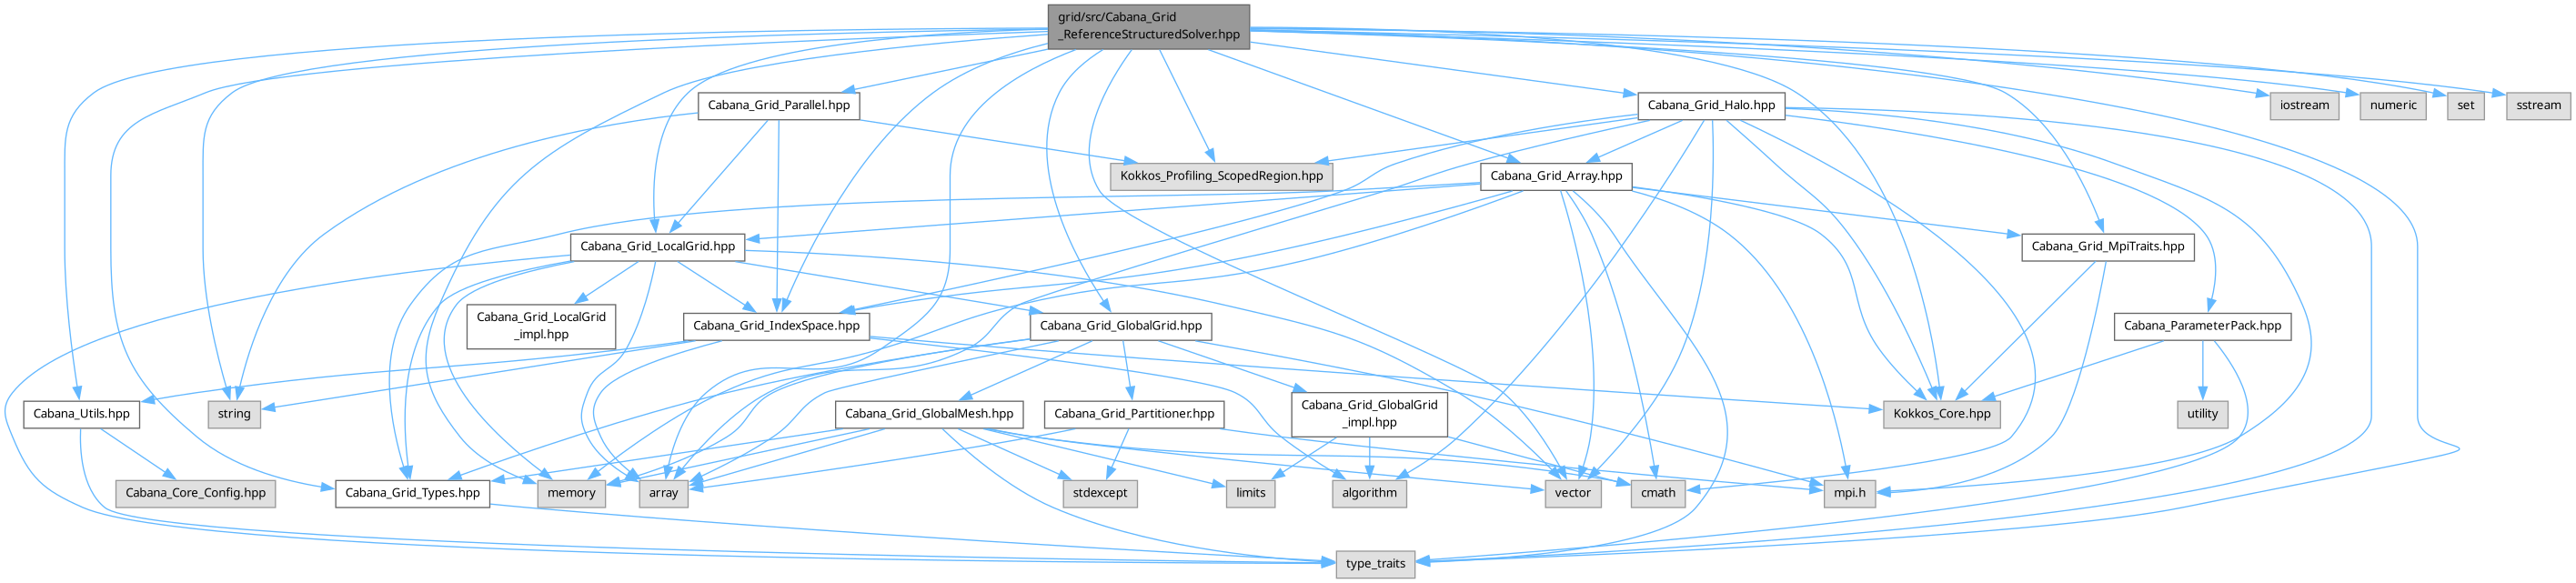 grid/src/Cabana_Grid
_ReferenceStructuredSolver.hpp
Cabana_Grid_Parallel.hpp
Cabana_Grid_Halo.hpp
iostream
numeric
set
sstream
Kokkos_Profiling_ScopedRegion.hpp
Cabana_Grid_Array.hpp
Cabana_Grid_LocalGrid.hpp
Cabana_Grid_MpiTraits.hpp
Cabana_Grid_LocalGrid
_impl.hpp
Cabana_Grid_IndexSpace.hpp
Cabana_Grid_GlobalGrid.hpp
Cabana_ParameterPack.hpp
Cabana_Utils.hpp
string
Cabana_Grid_GlobalMesh.hpp
Cabana_Grid_Partitioner.hpp
Cabana_Grid_GlobalGrid
_impl.hpp
Kokkos_Core.hpp
utility
Cabana_Core_Config.hpp
Cabana_Grid_Types.hpp
memory
array
stdexcept
limits
algorithm
vector
cmath
mpi.h
type_traits